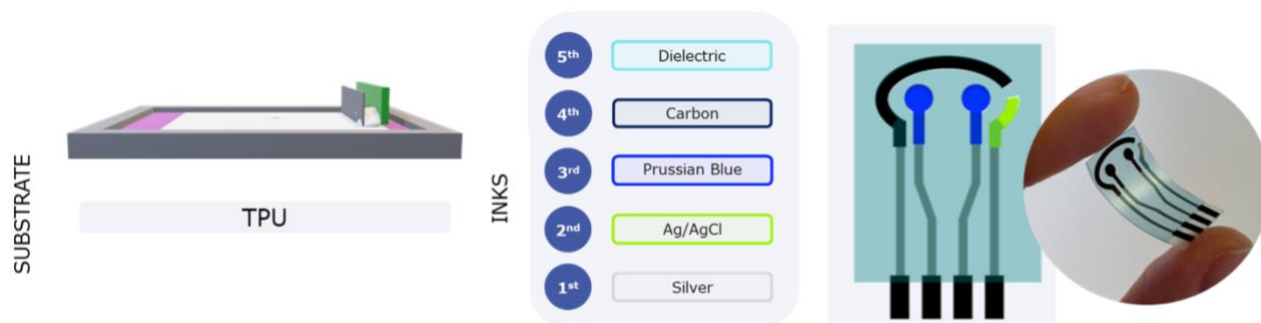 SUBSTRATE
TPU
INKS
5th
Dielectric
4th
Carbon
3rd
Prussian Blue
2nd
Ag/AgCl
1st
Silver